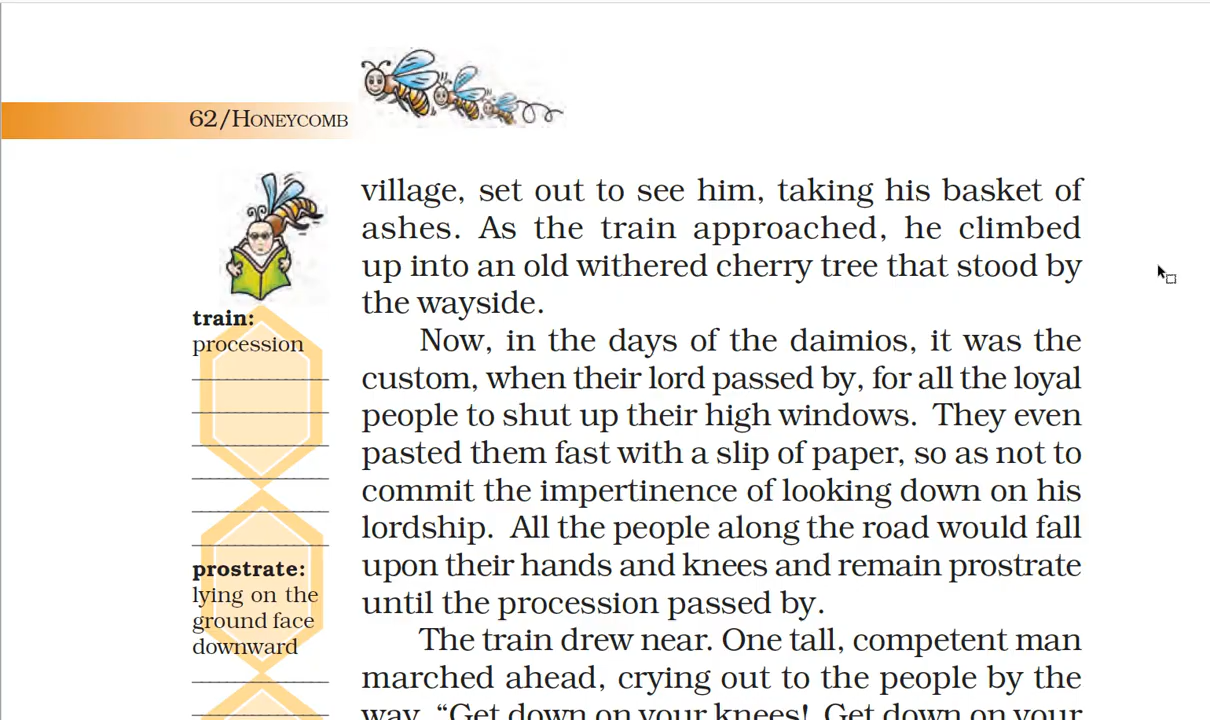 62/HONEYCOMB
village, set out to see him, taking his basket of
ashes. As the train approached, he climbed
up into an old withered cherry tree that stood by
the wayside.
train:
procession
Now, in the days of the daimios, it was the
custom, when their lord passed by, for all the loyal
people to shut up their high windows. They even
pasted them fast with a slip of paper, so as not to
commit the impertinence of looking down on his
lordship. All the people along the road would fall
upon their hands and knees and remain prostrate
until the procession passed by.
prostrate:
lying on the
ground face
downward
The train drew near. One tall, competent man
marched ahead, crying out to the people by the
way, “Get down on your knees! Get down on your